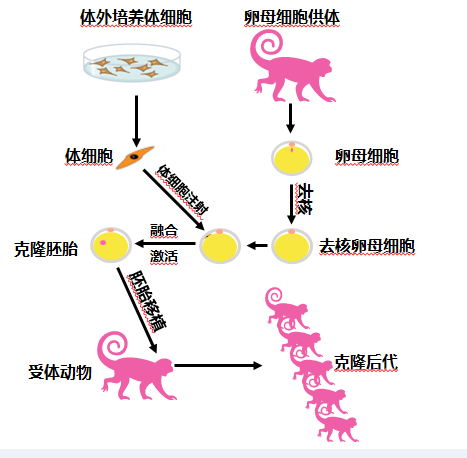 体外培养体细胞
卵母细胞供体
体细胞
卵母细胞
体细胞注射
去核
融合
激活
克隆胚胎
去核卵母细胞
胚胎移植
受体动物
克隆后代